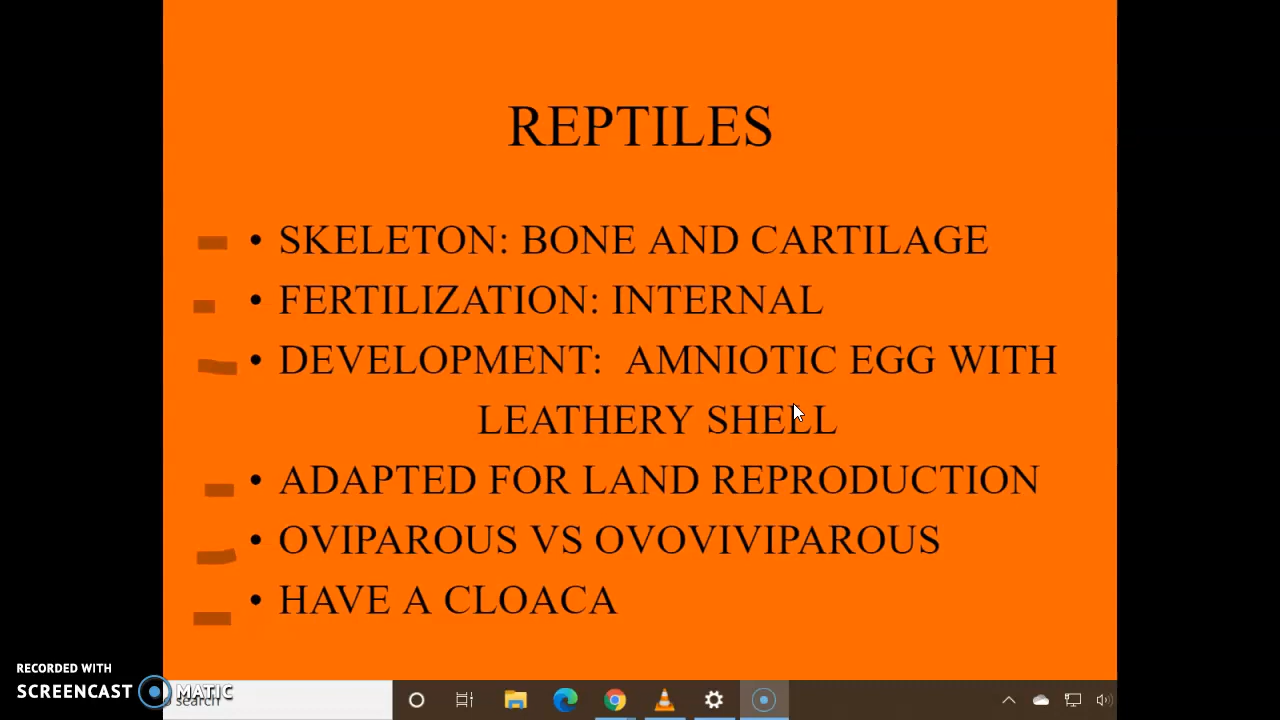 REPTILES
• SKELETON: BONE AND CARTILAGE
• FERTILIZATION: INTERNAL
• DEVELOPMENT: AMNIOTIC EGG WITH
LEATHERY SHELL
• ADAPTED FOR LAND REPRODUCTION
• OVIPAROUS VS OVOVIVIPAROUS
• HAVE A CLOACA
RECORDED WITH
SCREENCAST MATIC
search